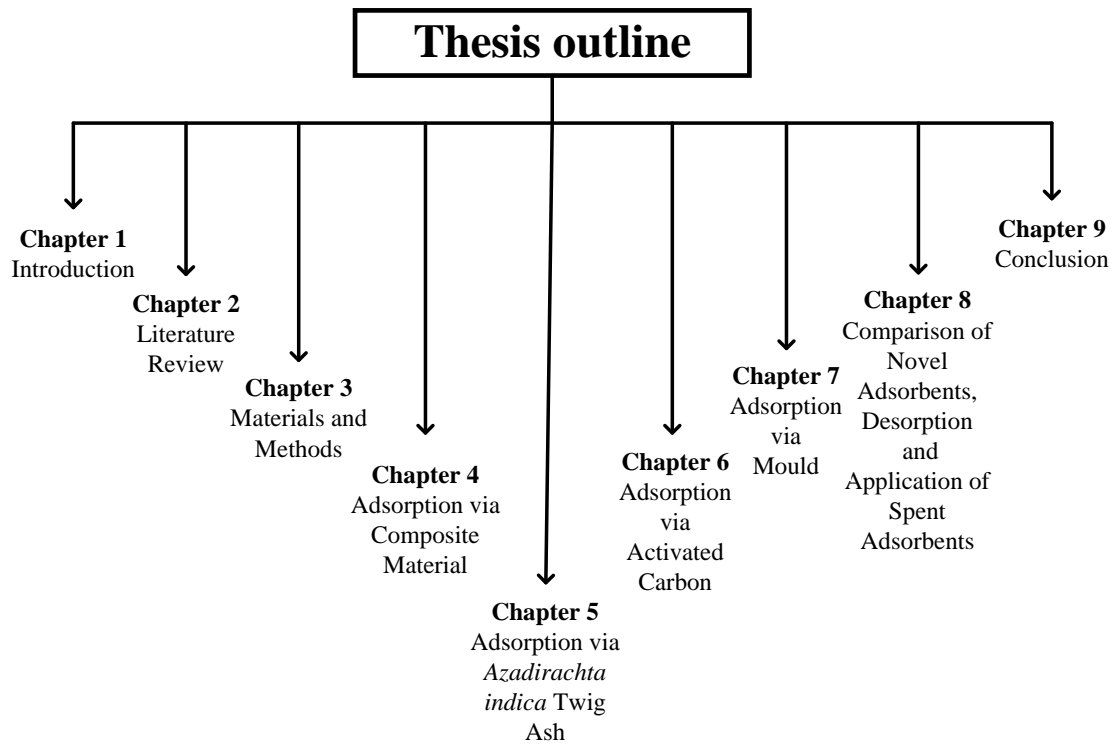 Thesis outline
Chapter 1
Introduction
Chapter 2
Literature
Review
Chapter 3
Materials and
Methods
Chapter 4
Adsorption via
Composite
Material
Chapter 5
Adsorption via
Azadirachta
indica Twig
Ash
Chapter 6
Adsorption
via
Activated
Carbon
Chapter 7
Adsorption
via
Mould
Chapter 8
Comparison of
Novel
Adsorbents,
Desorption
and
Application of
Spent
Adsorbents
Chapter 9
Conclusion